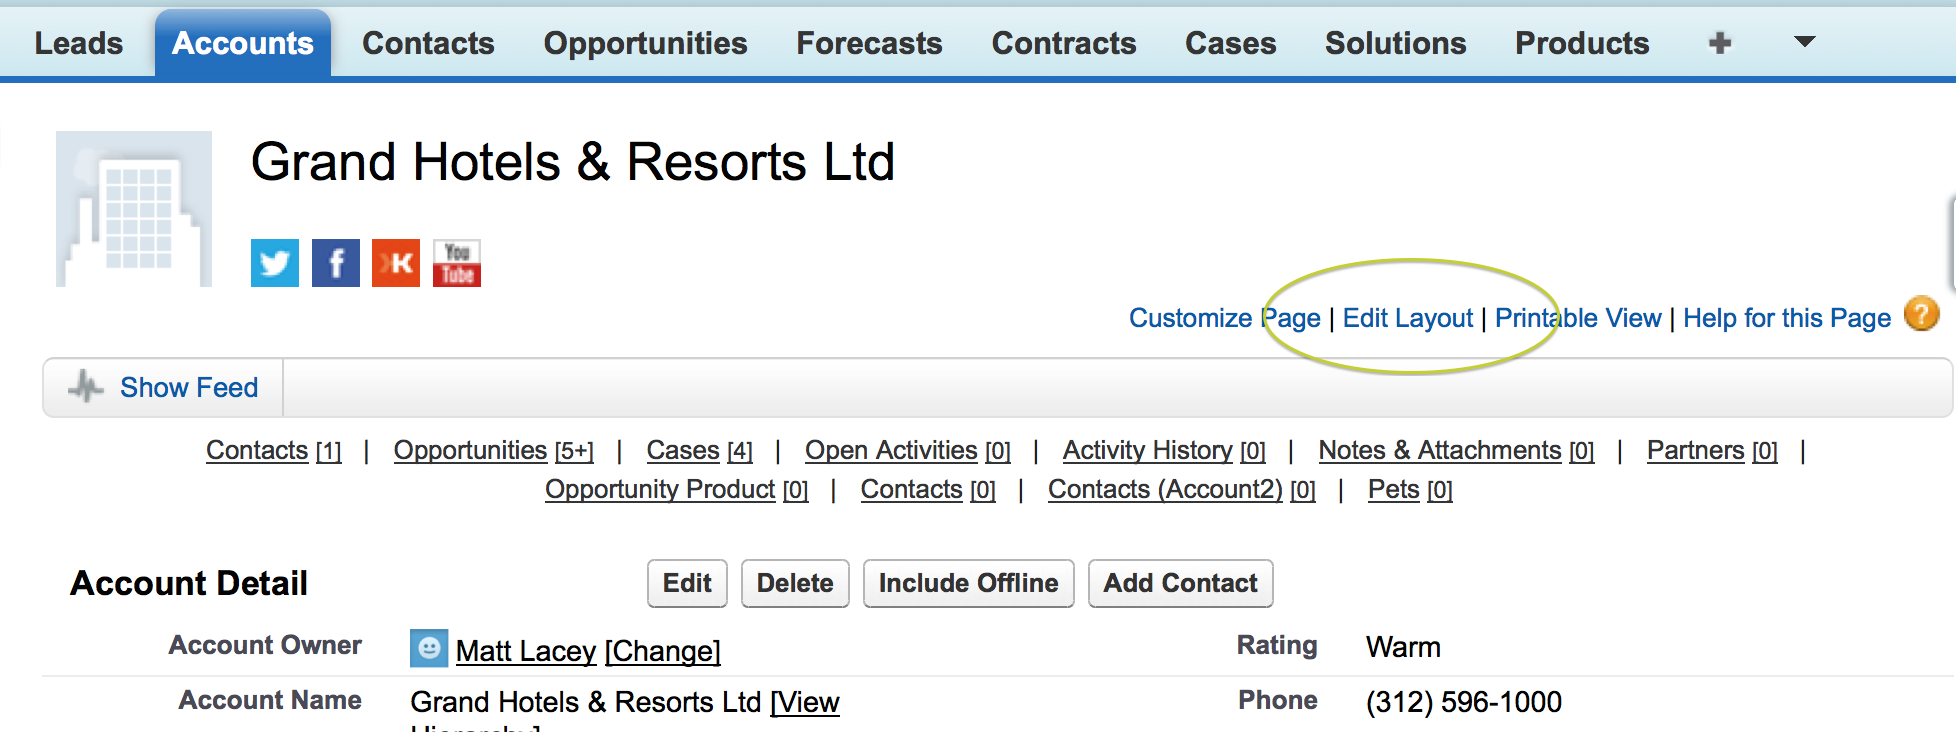 Leads Accounts Contacts Opportunities Forecasts Contracts Cases Solutions Products
Grand Hotels & Resorts Ltd
f K You Tube
Customize Page | Edit Layout | Printable View | Help for this Page ?
Show Feed
Contacts [1] | Opportunities [5+] | Cases [4] | Open Activities [0] | Activity History [0] | Notes & Attachments [0] | Partners [0] |
Opportunity Product [0] | Contacts [0] | Contacts (Account2) [0] | Pets [0]
Account Detail Edit Delete Include Offline Add Contact
Account Owner Matt Lacey [Change] Rating Warm
Account Name Grand Hotels & Resorts Ltd [View Phone (312) 596-1000
Hierarchy]